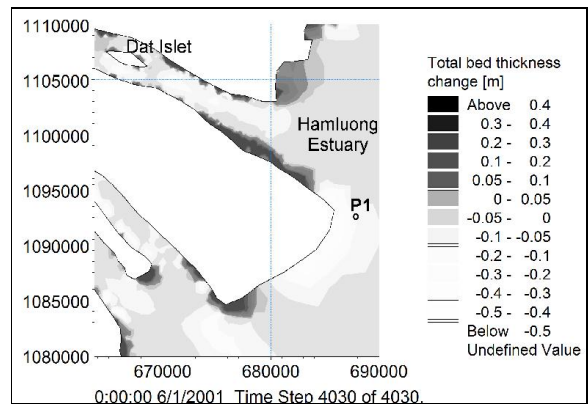 1110000
1105000
1100000
1095000
1090000
1085000
1080000
670000 680000 690000
Dat Islet
Hamluong
Estuary
P1
Total bed thickness
change [m]
Above 0.4
0.3 - 0.4
0.2 - 0.3
0.1 - 0.2
0.05 - 0.1
0 - 0.05
-0.05 - 0
-0.1 - -0.05
-0.2 - -0.1
-0.3 - -0.2
-0.4 - -0.3
-0.5 - -0.4
Below -0.5
Undefined Value
0:00:00 6/1/2001 Time Step 4030 of 4030.